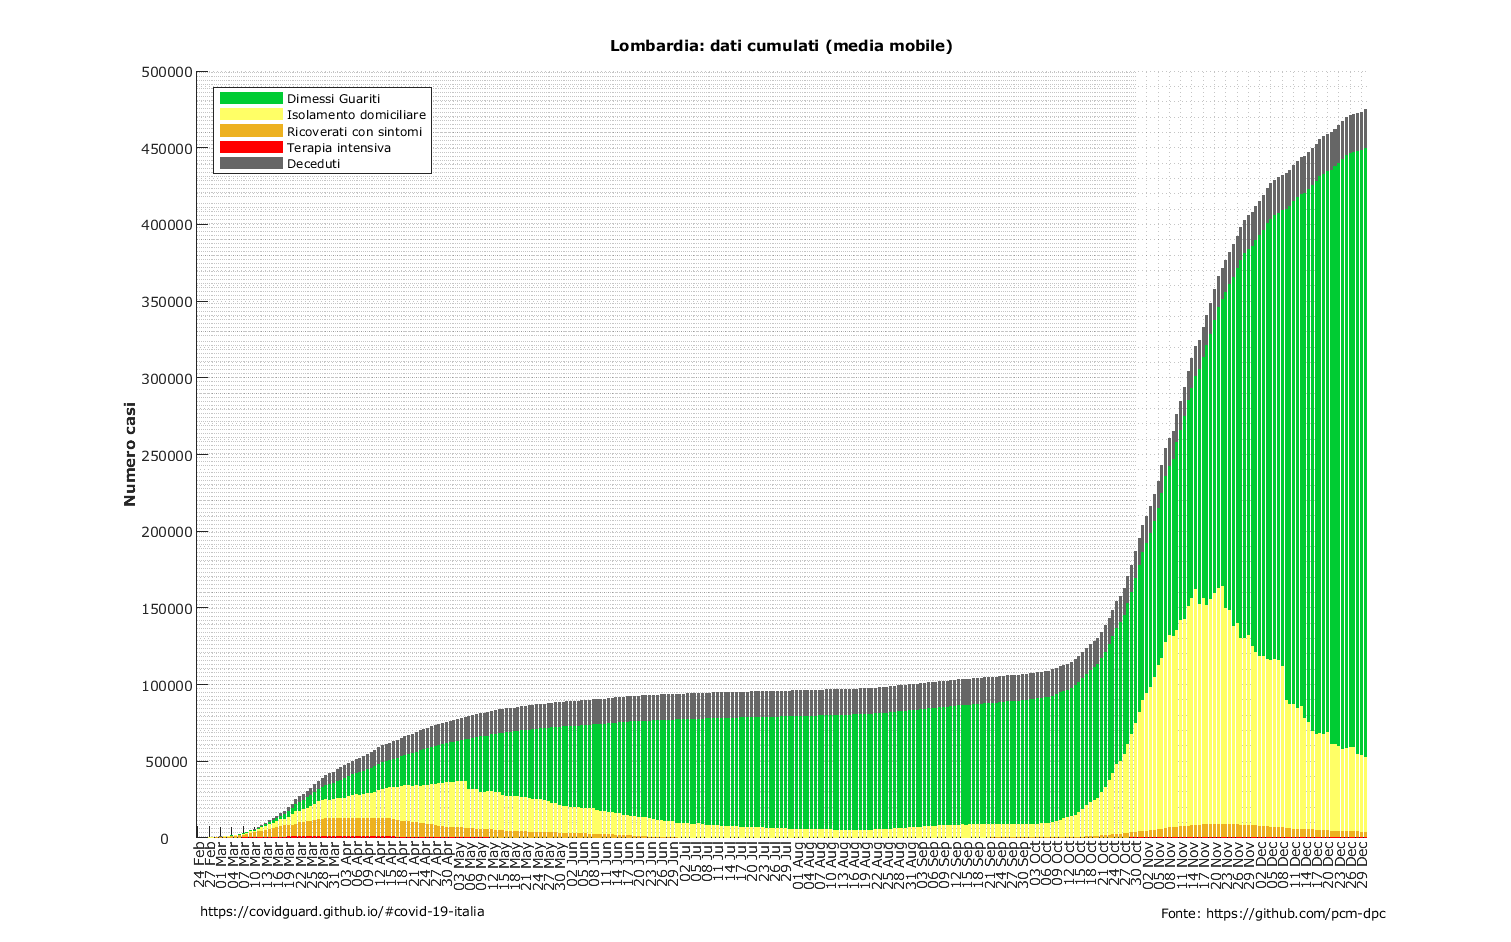 Lombardia: dati cumulati (media mobile)
500000
450000
400000
350000
300000
250000
200000
150000
100000
50000
0
Numero casi
Dimessi Guariti
Isolamento domiciliare
Ricoverati con sintomi
Terapia intensiva
Deceduti
24 Feb
27 Feb
01 Mar
04 Mar
07 Mar
10 Mar
13 Mar
16 Mar
19 Mar
22 Mar
25 Mar
28 Mar
31 Mar
03 Apr
06 Apr
09 Apr
12 Apr
15 Apr
18 Apr
21 Apr
24 Apr
27 Apr
30 Apr
03 May
06 May
09 May
12 May
15 May
18 May
21 May
24 May
27 May
30 May
02 Jun
05 Jun
08 Jun
11 Jun
14 Jun
17 Jun
20 Jun
23 Jun
26 Jun
29 Jun
02 Jul
05 Jul
08 Jul
11 Jul
14 Jul
17 Jul
20 Jul
23 Jul
26 Jul
29 Jul
01 Aug
04 Aug
07 Aug
10 Aug
13 Aug
16 Aug
19 Aug
22 Aug
25 Aug
28 Aug
31 Aug
03 Sep
06 Sep
09 Sep
12 Sep
15 Sep
18 Sep
21 Sep
24 Sep
27 Sep
30 Sep
03 Oct
06 Oct
09 Oct
12 Oct
15 Oct
18 Oct
21 Oct
24 Oct
27 Oct
30 Oct
02 Nov
05 Nov
08 Nov
11 Nov
14 Nov
17 Nov
20 Nov
23 Nov
26 Nov
29 Nov
02 Dec
05 Dec
08 Dec
11 Dec
14 Dec
17 Dec
20 Dec
23 Dec
26 Dec
29 Dec
https://covidguard.github.io/#covid-19-italia
Fonte: https://github.com/pcm-dpc